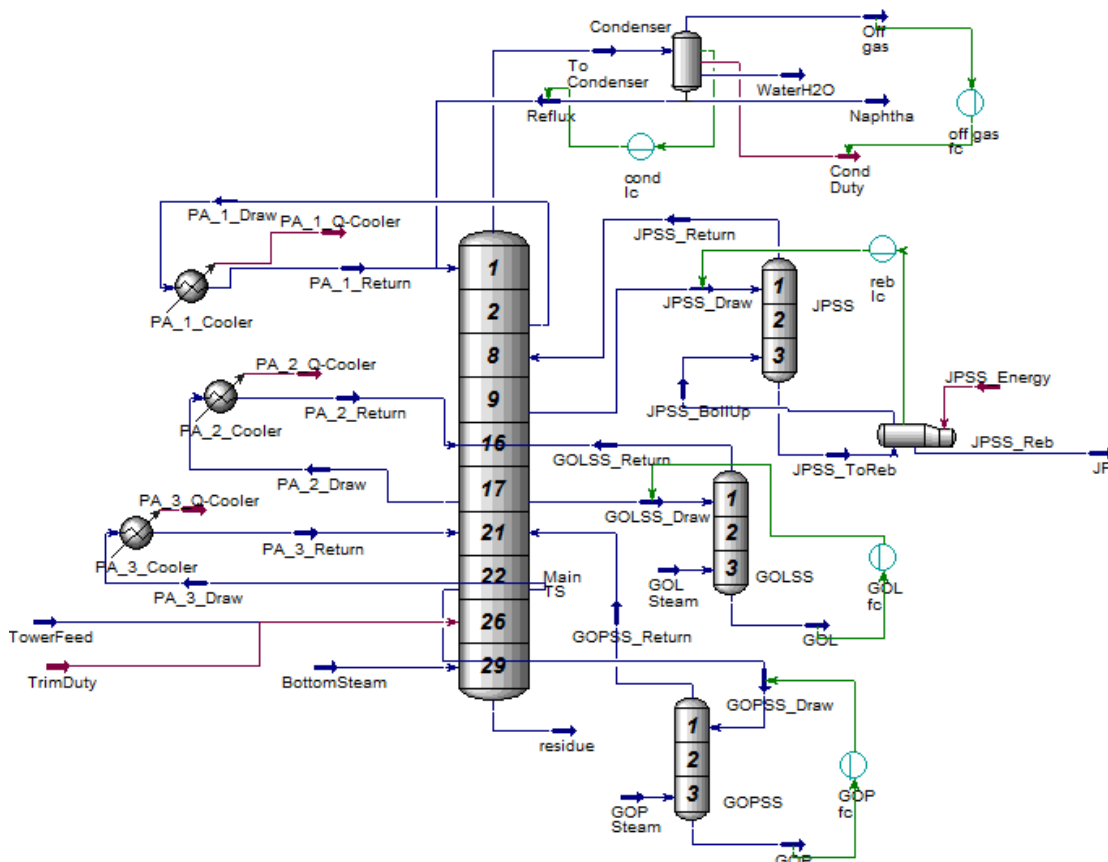 Condenser
Off
gas
To
Condenser
WaterH2O
Reflux
Naphtha
off gas
fc
cond
lc
Cond
Duty
PA_1_Draw
PA_1_Q-Cooler
PA_1_Return
PA_1_Cooler
JPSS_Return
JPSS_Draw
reb
lc
JPSS
1
2
3
1
2
8
9
16
17
21
22
26
29
PA_2_Q-Cooler
PA_2_Return
PA_2_Cooler
PA_2_Draw
JPSS_BoilUp
JPSS_Energy
JPSS_ToReb
JPSS_Reb
JP
GOLSS_Return
GOLSS_Draw
1
2
3
GOLSS
GOL
Steam
GOL
fc
GOL
PA_3_Q-Cooler
PA_3_Return
PA_3_Cooler
PA_3_Draw
Main
TS
TowerFeed
TrimDuty
BottomSteam
GOPSS_Return
residue
GOPSS_Draw
1
2
3
GOPSS
GOP
Steam
GOP
fc
GOP